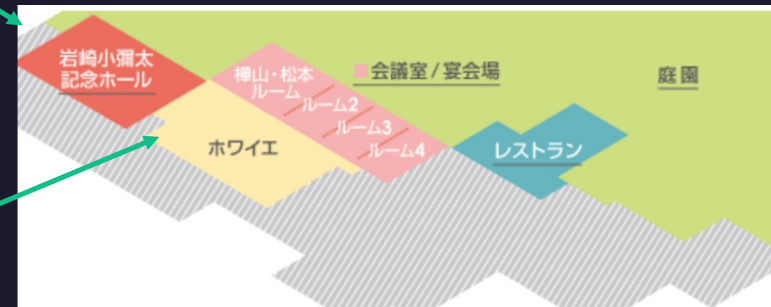 岩崎小彌太
記念ホール
樺山・松本
ルーム
ルーム2
ルーム3
ルーム4
ホワイエ
会議室/宴会場
レストラン
庭園